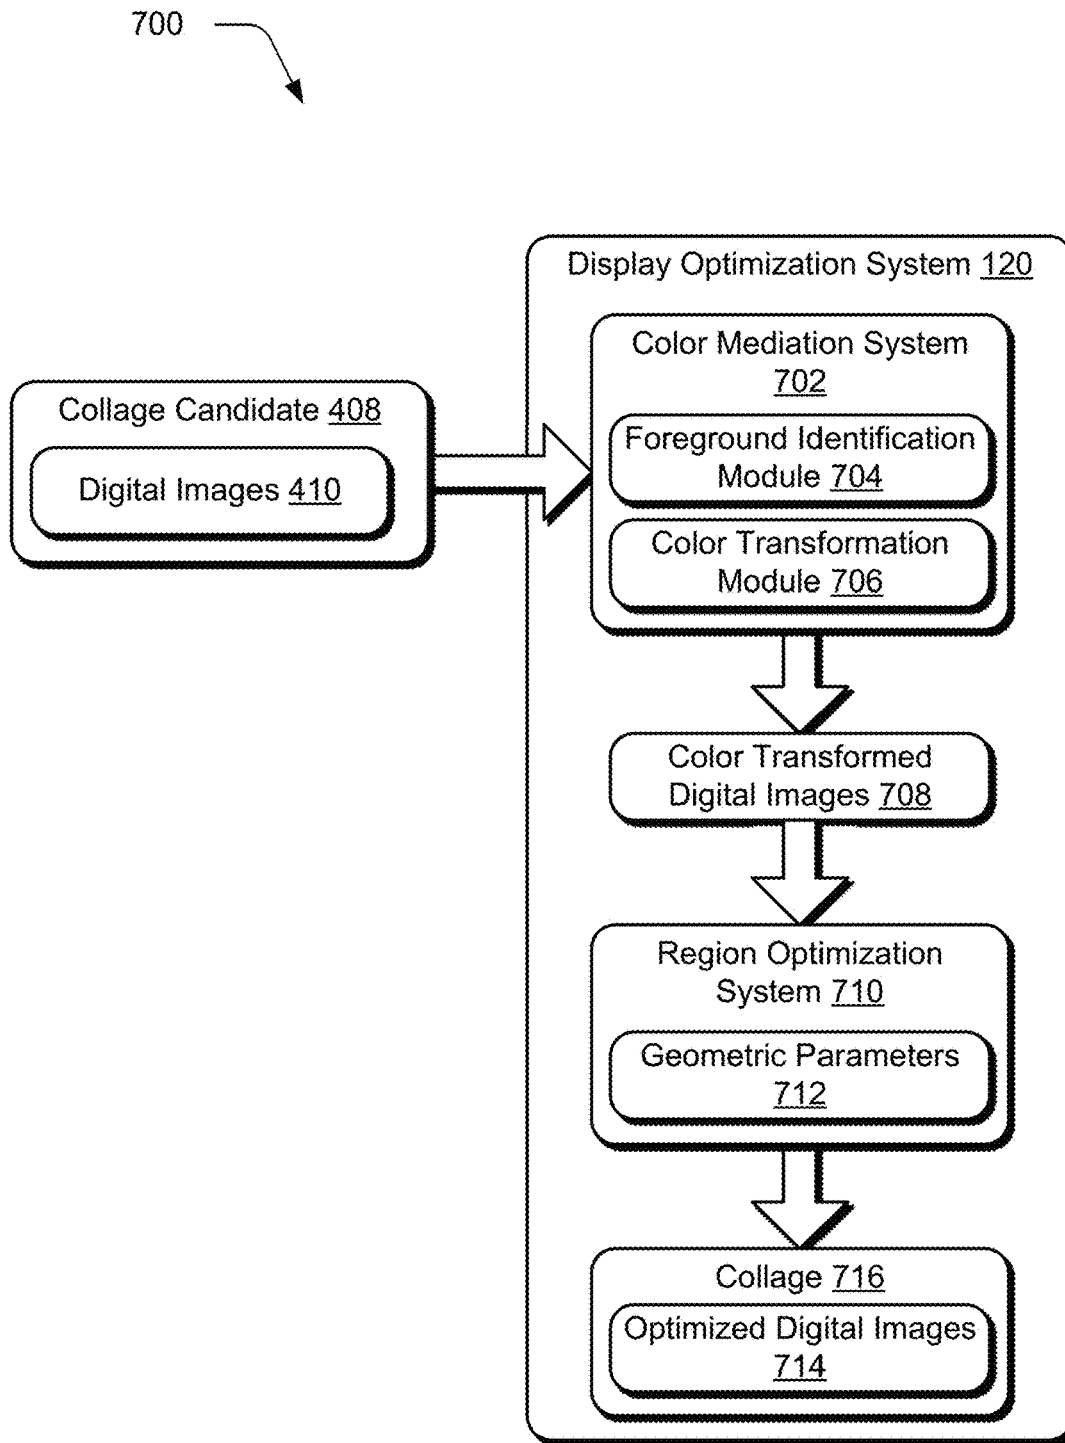 700
Display Optimization System 120
Color Mediation System
702
Collage Candidate 408
Foreground Identification
Module 704
Digital Images 410
Color Transformation
Module 706
Color Transformed
Digital Images 708
Region Optimization
System 710
Geometric Parameters
712
Collage 716
Optimized Digital Images
714